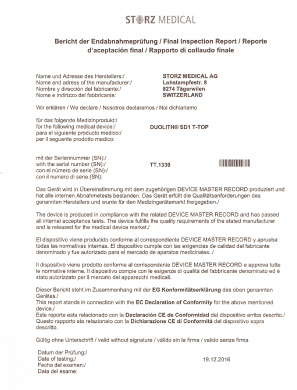 STORZ MEDICAL
Bericht der Endabnahmeprüfung / Final Inspection Report / Reporte
d'aceptación final / Rapporto di collaudo finale
Name und Adresse des Herstellers:/ STORZ MEDICAL AG
Name and address of the manufacturer:/ Lohstampfestr. 8
Nombre y dirección del fabricante:/ 8274 Tägerwilen
Nome e indirizzo del fabbricante: SWITZERLAND
Wir erklären / We declare / Nosotros declaramos / Noi dichiariamo
für das folgende Medizinprodukt:/
for the following medical device:/ DUOLITH® SD1 T-TOP
para el siguiente producto médico:/
per il seguente prodotto medico:
mit der Seriennummer (SN):/
with the serial number (SN):/ TT.1336
con el número de serie (SN):/
con il numero di serie (SN):
Das Gerät wird in Übereinstimmung mit dem zugehörigen DEVICE MASTER RECORD produziert und
hat alle internen Abnahmetests bestanden. Das Gerät erfüllt die Qualitätsanforderungen des
genannten Herstellers und wurde für den Medizingerätemarkt freigegeben./
The device is produced in compliance with the related DEVICE MASTER RECORD and has passed
all internal acceptance tests. The device fulfills the quality requirements of the stated manufacturer
and is released for the medical device market./
El dispositivo viene producido conforme al correspondiente DEVICE MASTER RECORD y aprueba
todas las normativas internas. El dispositivo cumple con las exigencias de calidad del fabricante
denominado y fue autorizado para el mercado de aparatos medicinales. /
Il dispositivo viene prodotto conforme al corrispondente DEVICE MASTER RECORD e approva tutte
le normative interne. Il dispositivo compie con le esigenze di qualità del fabbricante denominato ed è
stato autorizzato per il mercato dei apparecchi medicali.
Dieser Bericht steht im Zusammenhang mit der EG Konformitätserklärung des oben genannten
Gerätes./
This report stands in connection with the EC Declaration of Conformity for the above mentioned
device./
Este reporte esta relacionado con la Declaración CE de Conformidad del dispositivo arriba descrito./
Questo rapporto sta relazionato con la Dichiarazione CE di Conformità del dispositivo sopra
descritto.
Gültig ohne Unterschrift / valid without signature / válido sin la firma / valido senza firma
Datum der Prüfung:/
Date of testing:/ 19.12.2016
Fecha del examen:/
Data del esame: